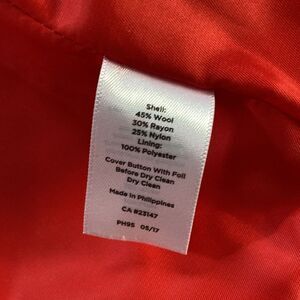 Shell:
45% Wool
30% Rayon
25% Nylon
Lining:
100% Polyester
Cover Button With Foil
Before Dry Clean
Dry Clean
Made in Philippines
CA #23147
PH95 05/17